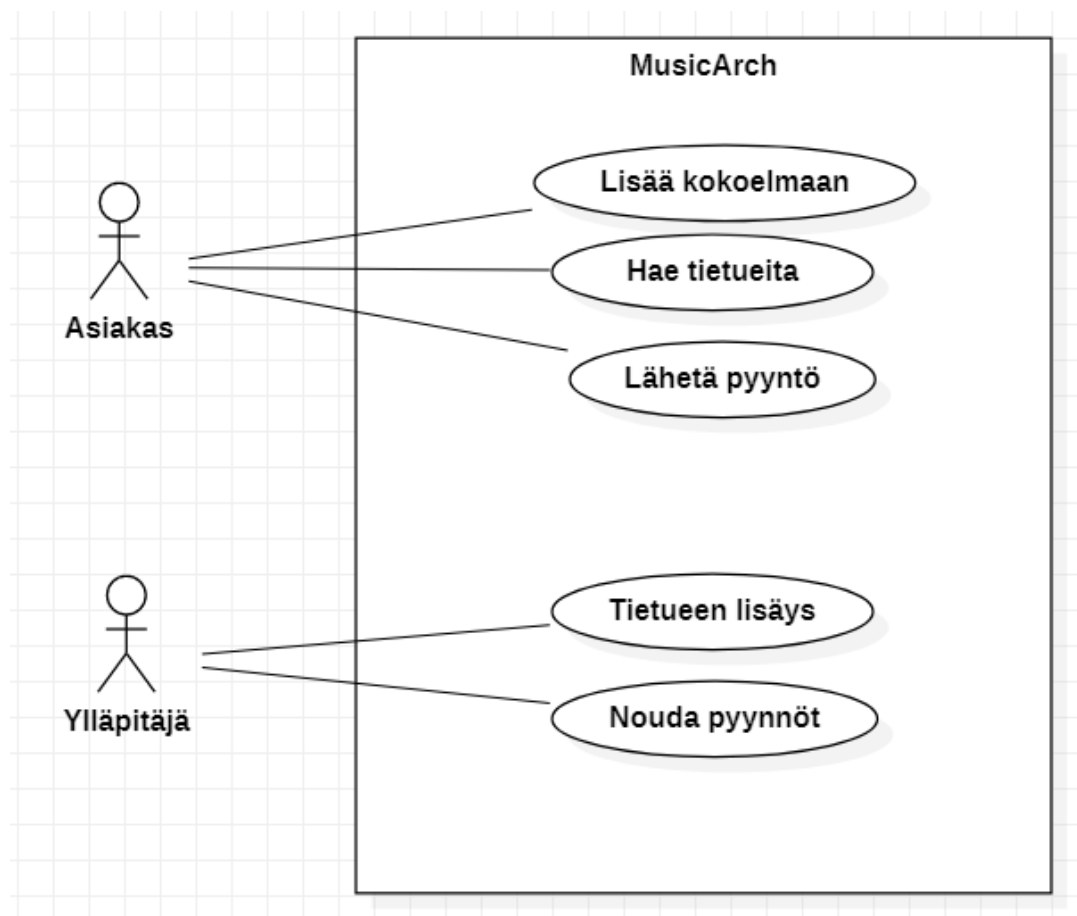 MusicArch
Lisää kokoelmaan
Hae tietueita
Lähetä pyyntö
Asiakas
Tietueen lisäys
Nouda pyynnöt
Ylläpitäjä